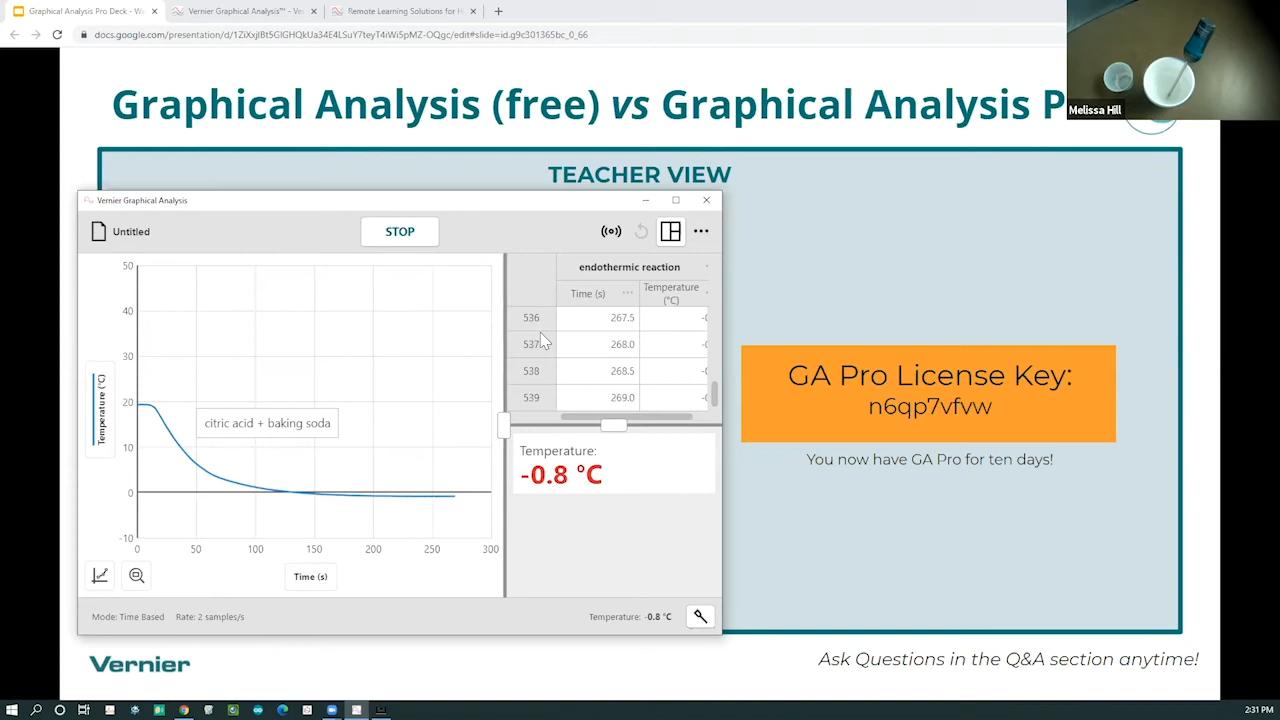 Graphical Analysis Pro Deck - W
Vernier Graphical Analysis™ - Ve
Remote Learning Solutions for H
docs.google.com/presentation/d/1ZiXxjIBt5GIGHQkUa34E4LSuY7teyT4iWi5pMZ-OQgc/edit#slide=id.g9c301365bc_0_66
Melissa Hill
Graphical Analysis (free) vs Graphical Analysis P
TEACHER VIEW
Vernier Graphical Analysis
Untitled
STOP
endothermic reaction
Time (s)
Temperature (°C)
536 267.5 -0
537 268.0 -0
538 268.5 -0
539 269.0 -0
Temperature:
-0.8 °C
50
40
30
20
10
0
-10
Temperature (°C)
citric acid + baking soda
0 50 100 150 200 250 300
Time (s)
Mode: Time Based Rate: 2 samples/s
Temperature: -0.8 °C
GA Pro License Key:
n6qp7vfvw
You now have GA Pro for ten days!
Vernier
Ask Questions in the Q&A section anytime!
2:31 PM